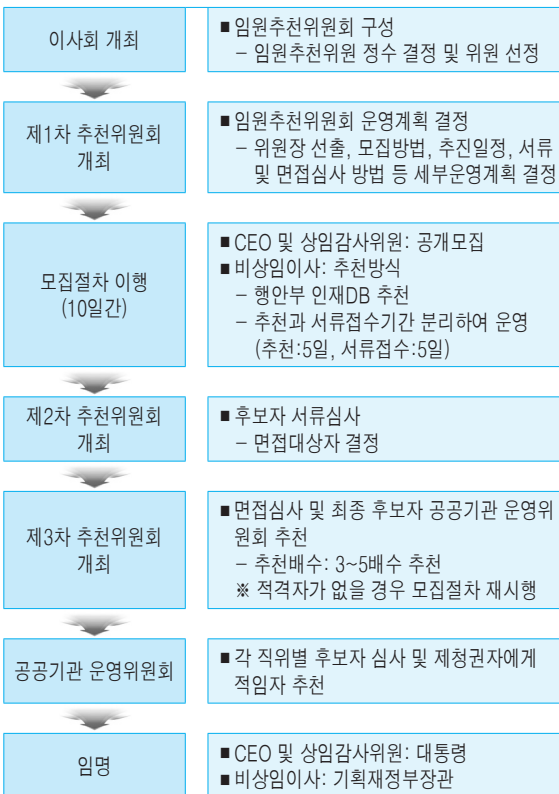 이사회 개최
■ 임원추천위원회 구성
– 임원추천위원 정수 결정 및 위원 선정
제1차 추천위원회
개최
■ 임원추천위원회 운영계획 결정
– 위원장 선출, 모집방법, 추진일정, 서류
및 면접심사 방법 등 세부운영계획 결정
모집절차 이행
(10일간)
■ CEO 및 상임감사위원: 공개모집
■ 비상임이사: 추천방식
– 행안부 인재DB 추천
– 추천과 서류접수기간 분리하여 운영
(추천:5일, 서류접수:5일)
제2차 추천위원회
개최
■ 후보자 서류심사
– 면접대상자 결정
제3차 추천위원회
개최
■ 면접심사 및 최종 후보자 공공기관 운영위
원회 추천
– 추천배수: 3~5배수 추천
※ 적격자가 없을 경우 모집절차 재시행
공공기관 운영위원회
■ 각 직위별 후보자 심사 및 제청권자에게
적임자 추천
임명
■ CEO 및 상임감사위원: 대통령
■ 비상임이사: 기획재정부장관